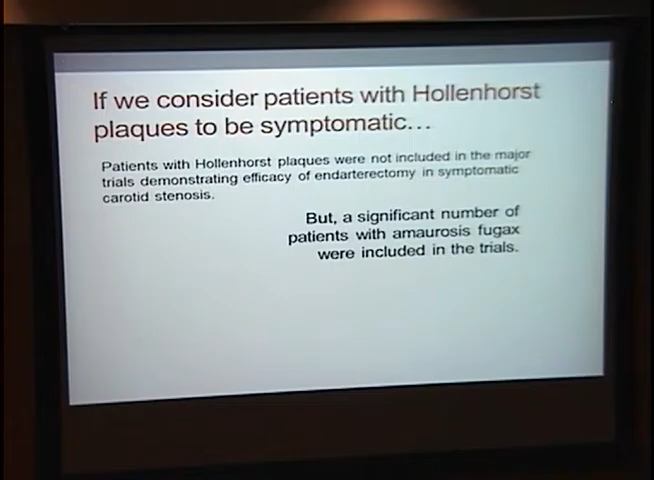 If we consider patients with Hollenhorst
plaques to be symptomatic…
Patients with Hollenhorst plaques were not included in the major
trials demonstrating efficacy of endarterectomy in symptomatic
carotid stenosis.
But, a significant number of
patients with amaurosis fugax
were included in the trials.